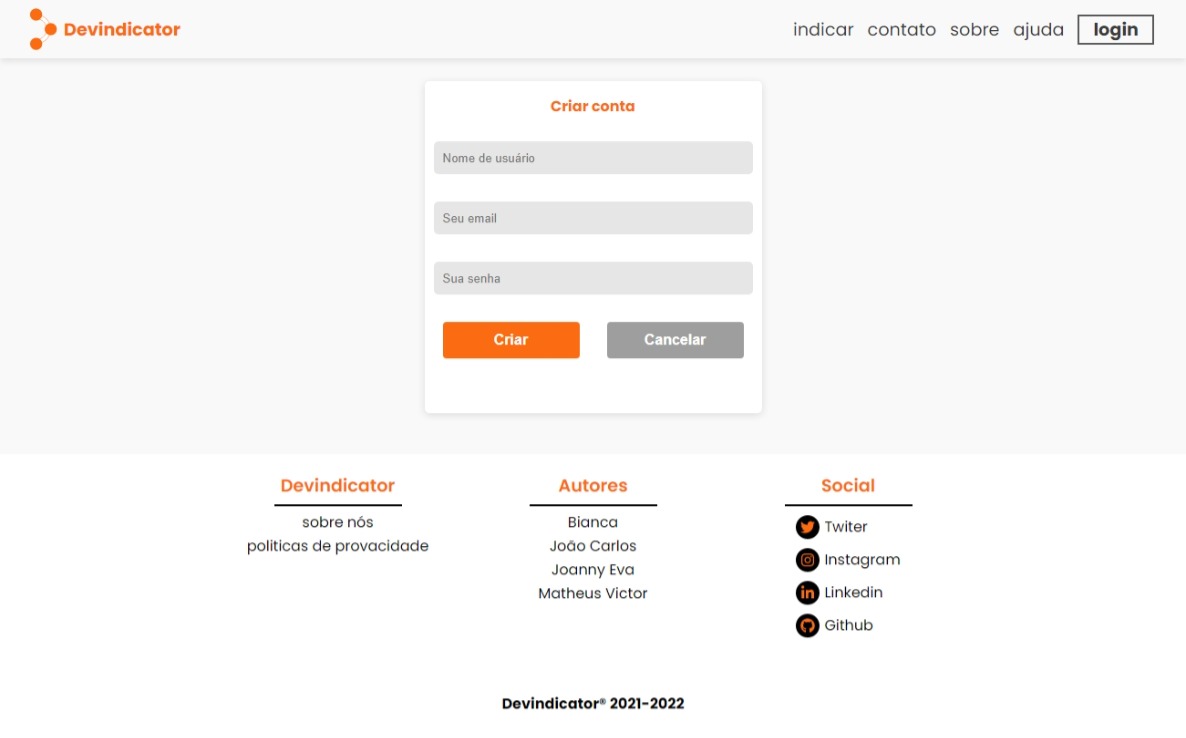 Devindicator
indicar contato sobre ajuda login
Criar conta
Nome de usuário
Seu email
Sua senha
Criar Cancelar
Devindicator
sobre nós
politicas de provacidade
Autores
Bianca
João Carlos
Joanny Eva
Matheus Victor
Social
Twiter
Instagram
Linkedin
Github
Devindicator® 2021-2022